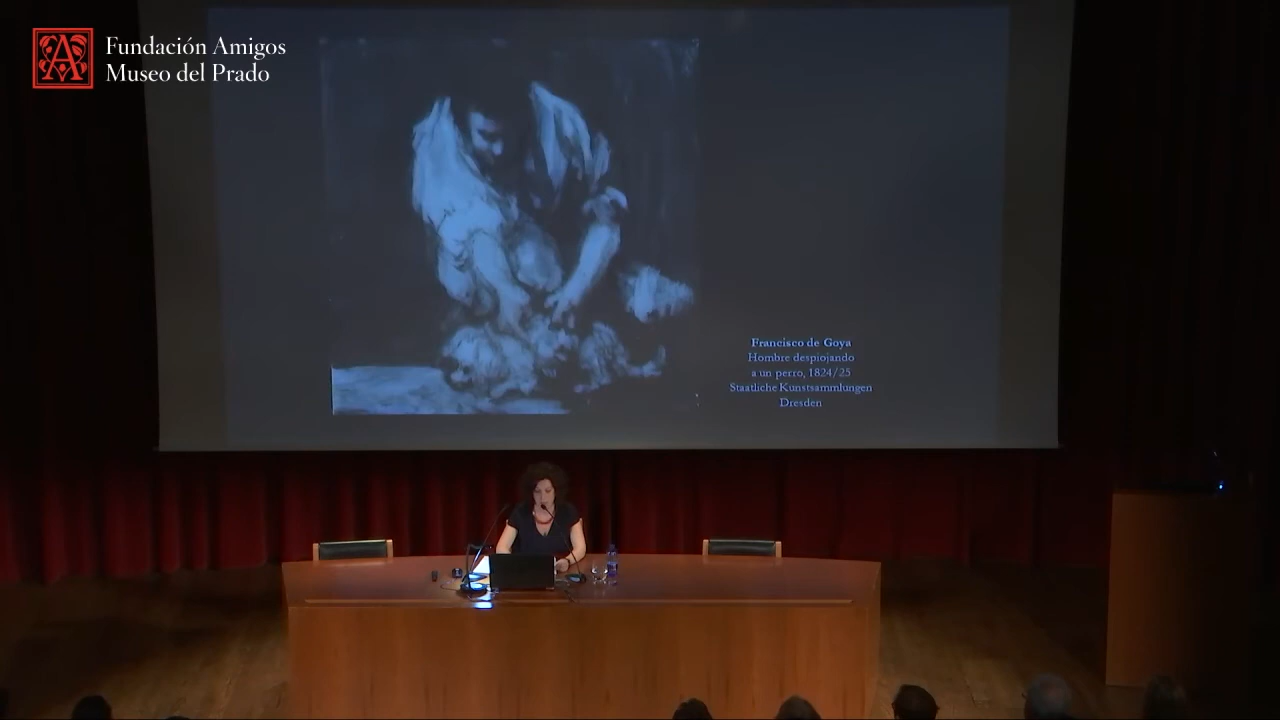 Fundación Amigos
Museo del Prado
Francisco de Goya
Hombre despiojando
a un perro, 1824/25
Staatliche Kunstsammlungen
Dresden